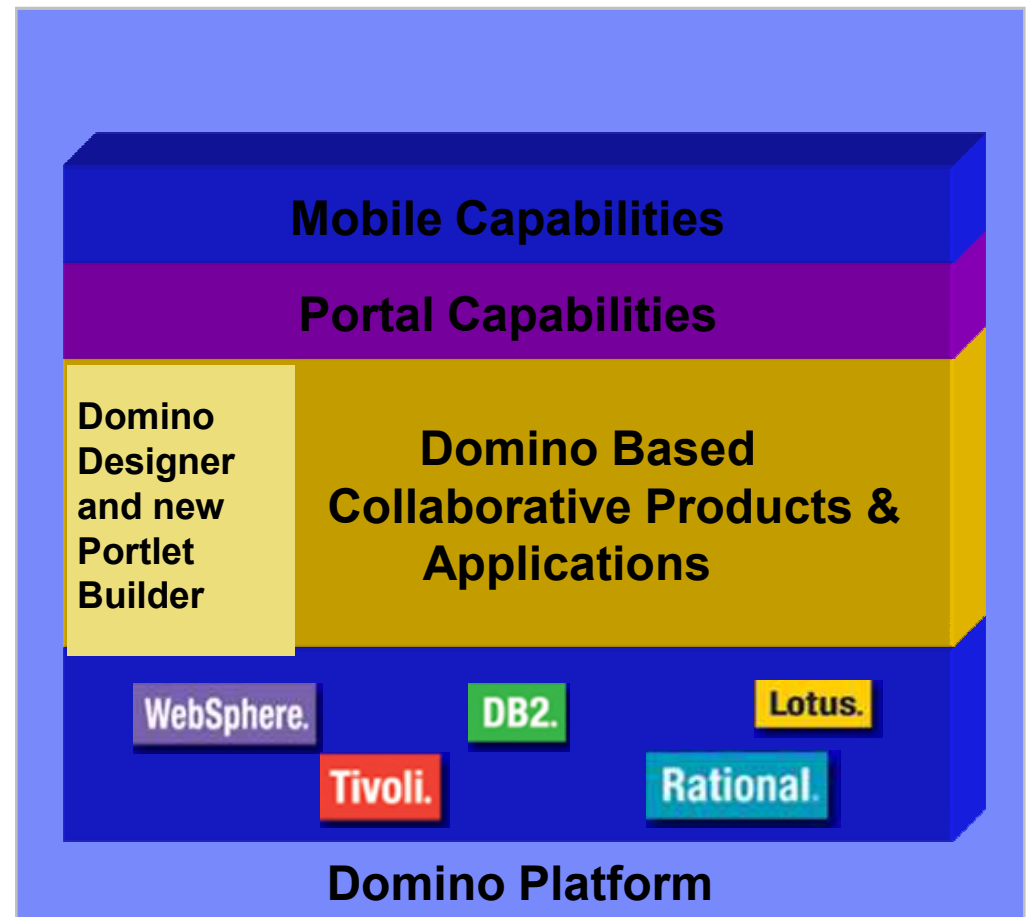 Mobile Capabilities
Portal Capabilities
Domino
Designer
and new
Portlet
Builder
Domino Based
Collaborative Products &
Applications
WebSphere.
DB2.
Lotus.
Tivoli.
Rational.
Domino Platform